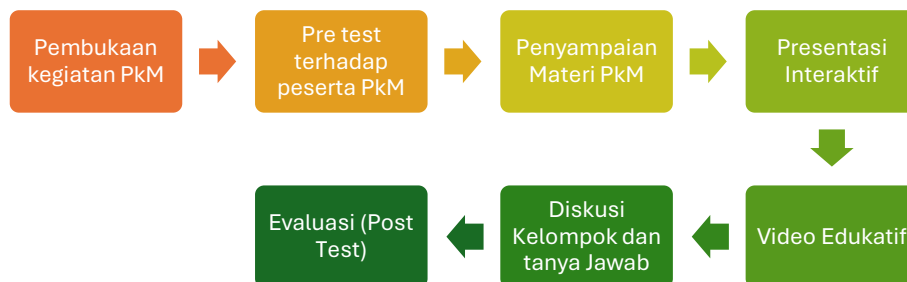 Pembukaan
kegiatan PkM
Pre test
terhadap
peserta PkM
Penyampaian
Materi PkM
Presentasi
Interaktif
Video Edukatif
Diskusi
Kelompok dan
tanya Jawab
Evaluasi (Post
Test)